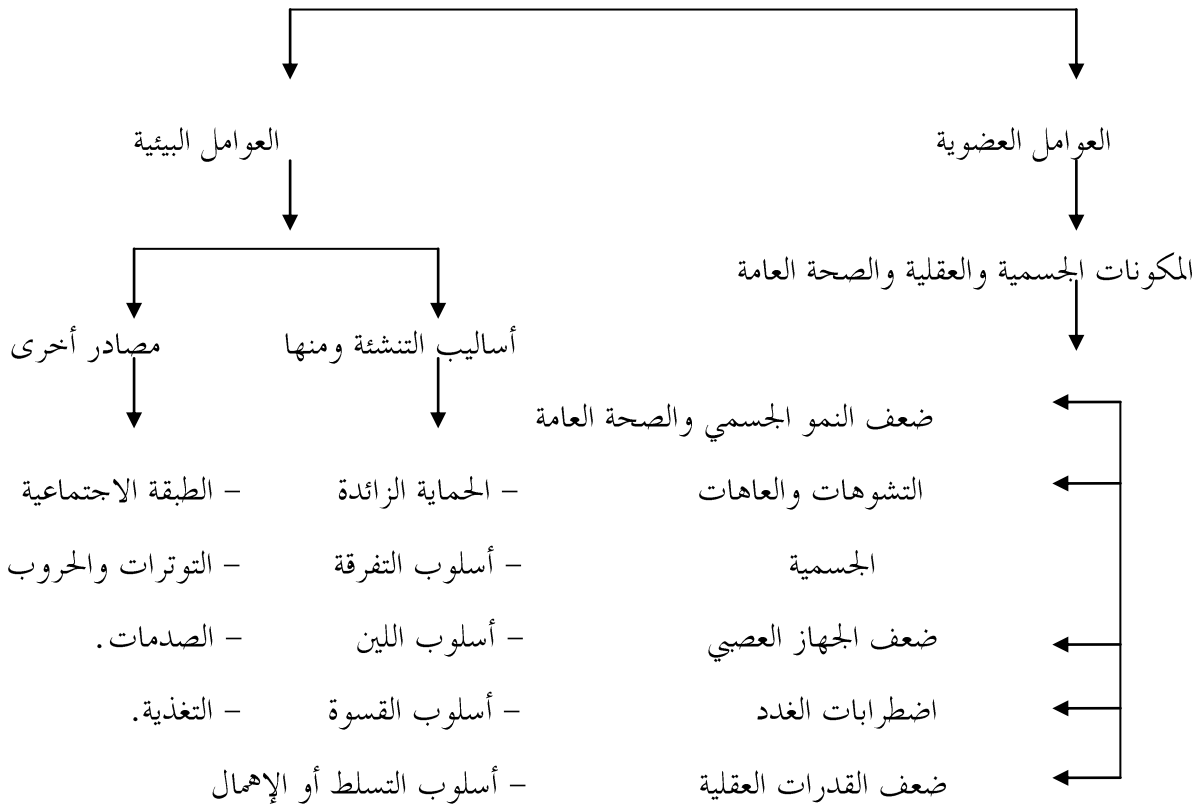 العوامل العضوية
المكونات الجسمية والعقلية والصحة العامة
ضعف النمو الجسمي والصحة العامة
التشوهات والعاهات
الجسمية
ضعف الجهاز العصبي
اضطرابات الغدد
ضعف القدرات العقلية
العوامل البيئية
أساليب التنشئة ومنها
– الحماية الزائدة
– أسلوب التفرقة
– أسلوب اللين
– أسلوب القسوة
– أسلوب التسلط أو الإهمال
مصادر أخرى
– الطبقة الاجتماعية
– التوترات والحروب
– الصدمات.
– التغذية.